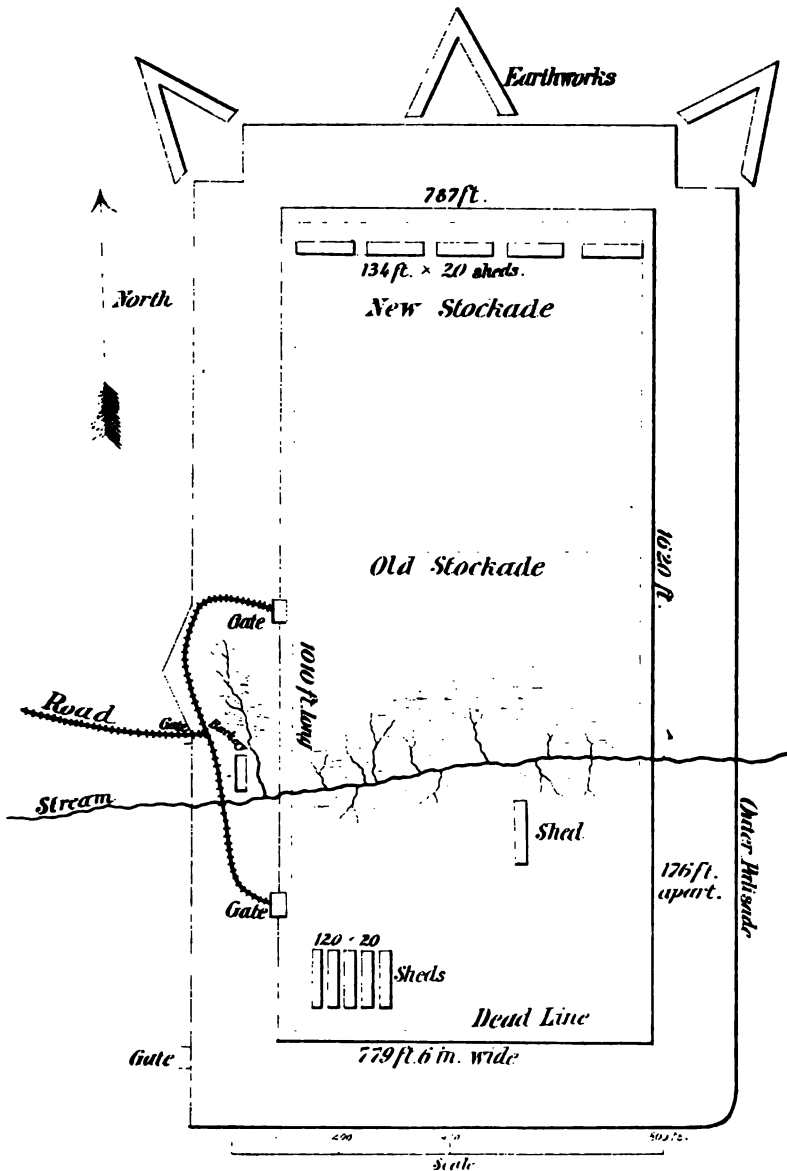 Earthworks
787 ft.
134 ft. × 20 sheds.
New Stockade
North
Old Stockade
1620 ft.
Gate
1010 ft. long
Road
Gate
Stream
Shed
Outer Palisade
176 ft.
apart.
Gate
120 × 20
Sheds
Dead Line
Gate
779 ft. 6 in. wide
200
Scale